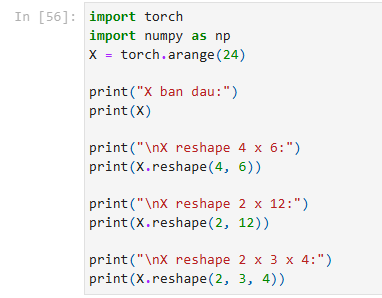 In [56]: import torch
import numpy as np
X = torch.arange(24)
print("X ban dau:")
print(X)
print("\nX reshape 4 x 6:")
print(X.reshape(4, 6))
print("\nX reshape 2 x 12:")
print(X.reshape(2, 12))
print("\nX reshape 2 x 3 x 4:")
print(X.reshape(2, 3, 4))